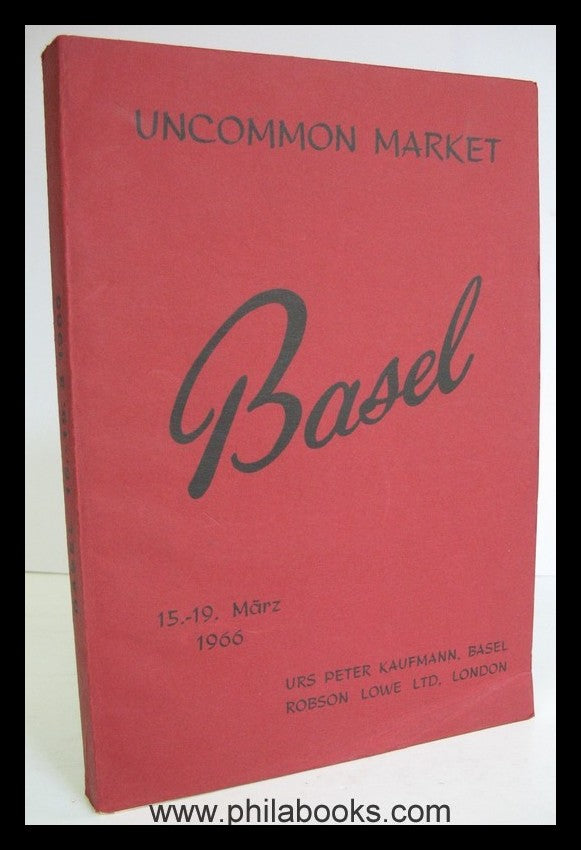 UNCOMMON MARKET
Basel
15.-19. März
1966
URS PETER KAUFMANN, BASEL
ROBSON LOWE LTD, LONDON
www.philabooks.com